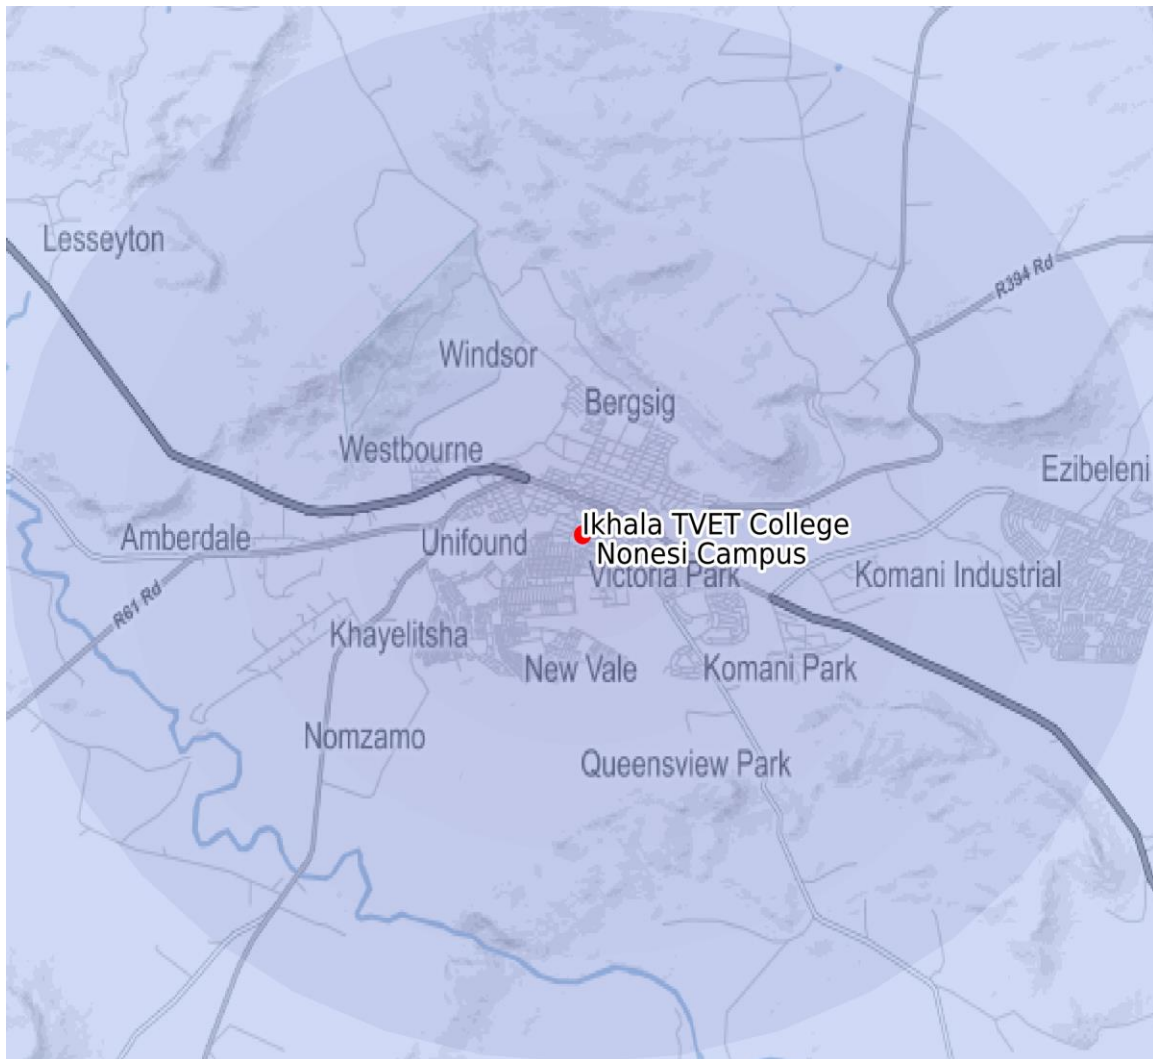 Lesseyton
R394 Rd
Windsor
Bergsig
Westbourne
Ezibeleni
Ikhala TVET College
Nonesi Campus
Amberdale
Unifound
Victoria Park
Komani Industrial
R61 Rd
Khayelitsha
New Vale
Komani Park
Nomzamo
Queensview Park